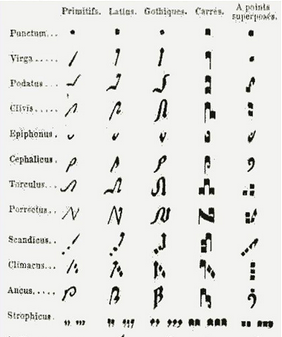 Primitifs. Latins. Gothiques. Carrés. A points superposés.
Punctum...
Virga....
Podatus...
Clivis.....
Epiphonus.
Cephalicus.
Torculus...
Porrectus..
Scandicus..
Climacus...
Ancus.....
Strophicus.